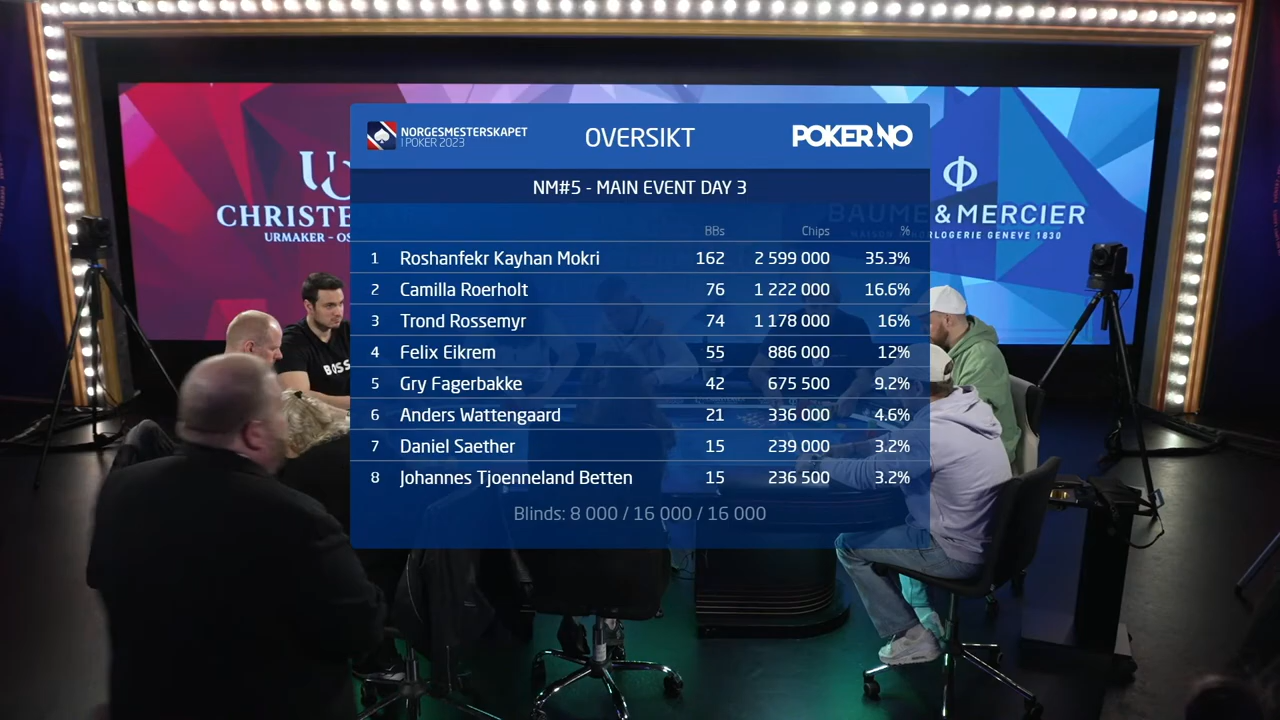 NORGESMESTERSKAPET
I POKER 2023
OVERSIKT
POKER NO
NM#5 - MAIN EVENT DAY 3
BBs Chips %
1 Roshanfekr Kayhan Mokri 162 2 599 000 35.3%
2 Camilla Roerholt 76 1 222 000 16.6%
3 Trond Rossemyr 74 1 178 000 16%
4 Felix Eikrem 55 886 000 12%
5 Gry Fagerbakke 42 675 500 9.2%
6 Anders Wattengaard 21 336 000 4.6%
7 Daniel Saether 15 239 000 3.2%
8 Johannes Tjoenneland Betten 15 236 500 3.2%
Blinds: 8 000 / 16 000 / 16 000
CHRISTE
URMAKER - OS
BAUME & MERCIER
GENEVE 1830
BOSS